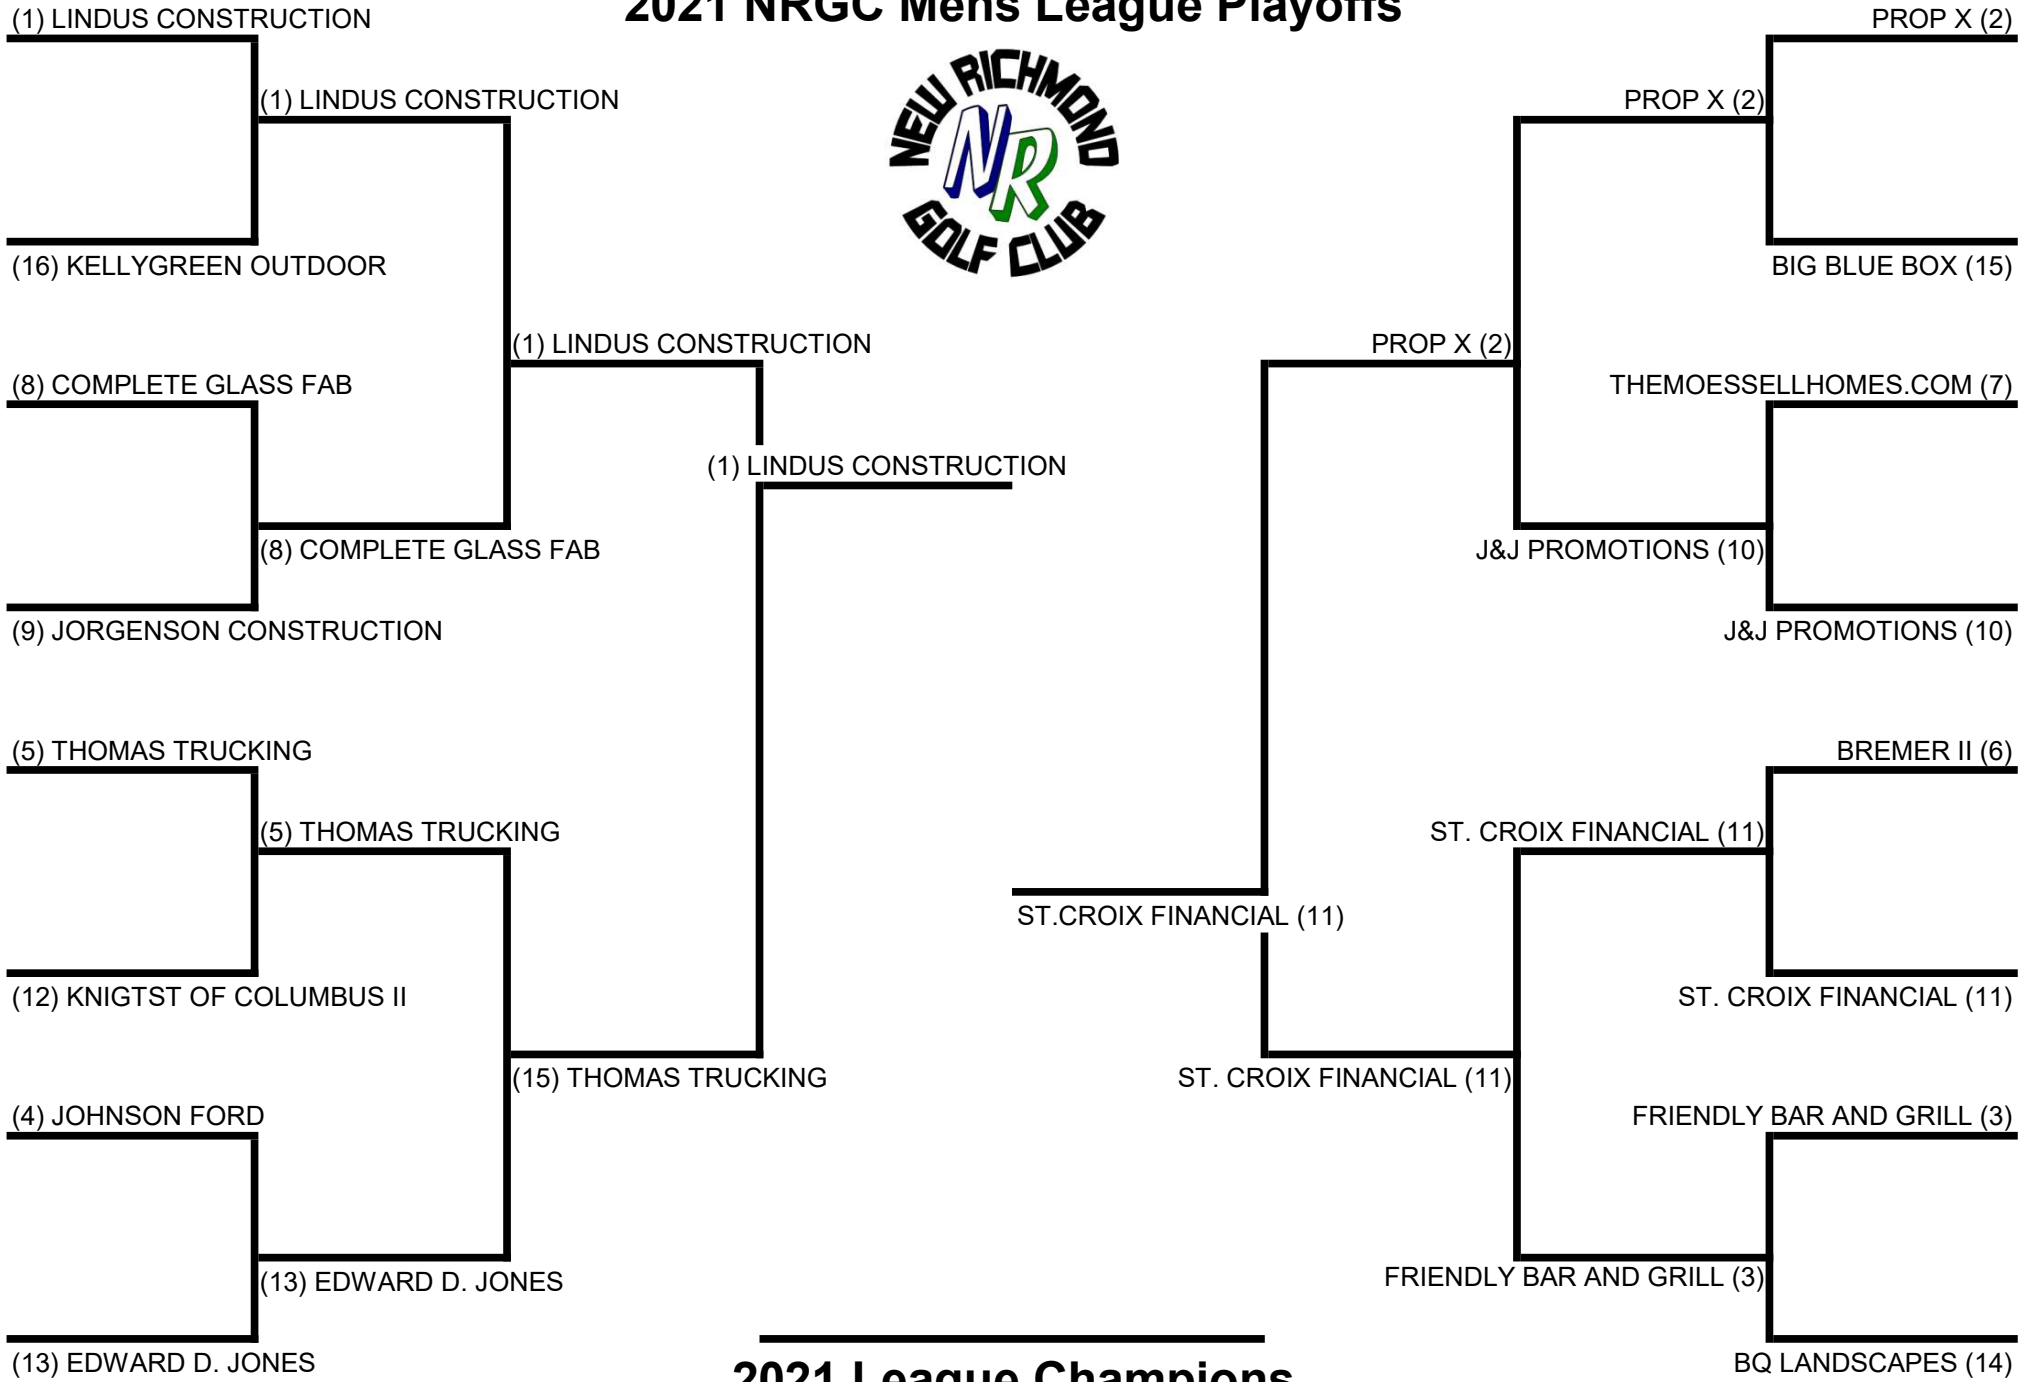 2021 NRGC Mens League Playoffs
NEW RICHMOND
NR
GOLF CLUB
(1) LINDUS CONSTRUCTION
(16) KELLYGREEN OUTDOOR
(8) COMPLETE GLASS FAB
(9) JORGENSON CONSTRUCTION
(5) THOMAS TRUCKING
(12) KNIGTST OF COLUMBUS II
(4) JOHNSON FORD
(13) EDWARD D. JONES
(1) LINDUS CONSTRUCTION
(8) COMPLETE GLASS FAB
(5) THOMAS TRUCKING
(13) EDWARD D. JONES
(1) LINDUS CONSTRUCTION
(15) THOMAS TRUCKING
(1) LINDUS CONSTRUCTION
ST.CROIX FINANCIAL (11)
PROP X (2)
ST. CROIX FINANCIAL (11)
PROP X (2)
J&J PROMOTIONS (10)
ST. CROIX FINANCIAL (11)
FRIENDLY BAR AND GRILL (3)
PROP X (2)
BIG BLUE BOX (15)
THEMOESSELLHOMES.COM (7)
J&J PROMOTIONS (10)
BREMER II (6)
ST. CROIX FINANCIAL (11)
FRIENDLY BAR AND GRILL (3)
BQ LANDSCAPES (14)
2021 League Champions